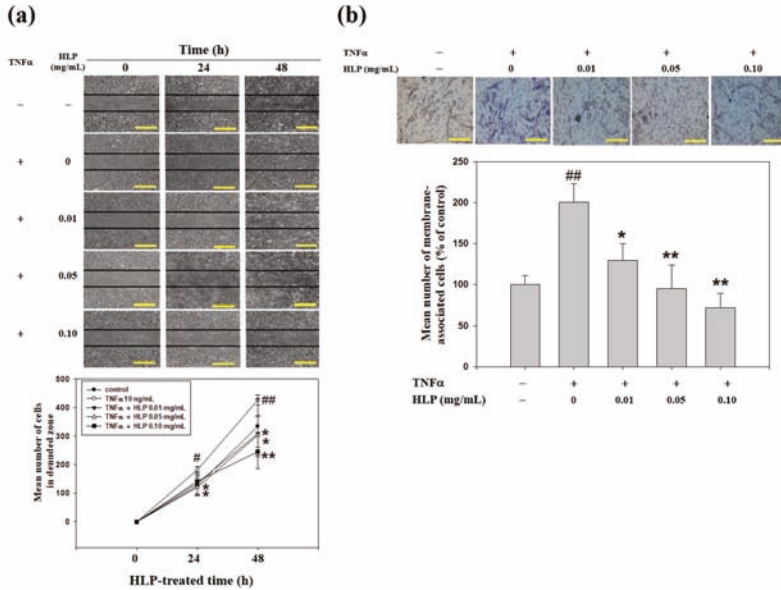 (a)
Time (h)
TNFα HLP (mg/mL) 0 24 48
− −
+ 0
+ 0.01
+ 0.05
+ 0.10
Mean number of cells in denuded zone
500
400
300
200
100
0
control
TNFα 10 ng/mL
TNFα + HLP 0.01 mg/mL
TNFα + HLP 0.05 mg/mL
TNFα + HLP 0.10 mg/mL
#
*
*
##
*
*
**
0 24 48
HLP-treated time (h)
(b)
TNFα − + + + +
HLP (mg/mL) − 0 0.01 0.05 0.10
Mean number of membrane-
associated cells (% of control)
250
200
150
100
50
0
##
*
**
**
TNFα − + + + +
HLP (mg/mL) − 0 0.01 0.05 0.10